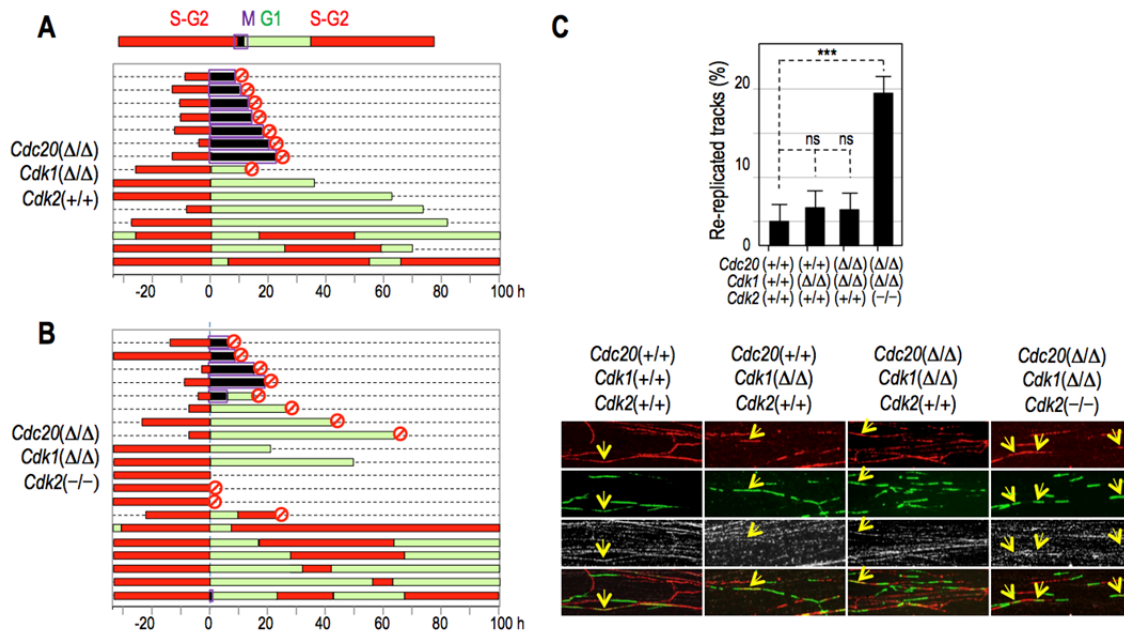 A
S-G2 M G1 S-G2
Cdc20(Δ/Δ)
Cdk1(Δ/Δ)
Cdk2(+/+)
-20 0 20 40 60 80 100 h
B
Cdc20(Δ/Δ)
Cdk1(Δ/Δ)
Cdk2(−/−)
-20 0 20 40 60 80 100 h
C
Re-replicated tracks (%)
20
10
0
***
ns ns
Cdc20 (+/+) (+/+) (Δ/Δ) (Δ/Δ)
Cdk1 (+/+) (Δ/Δ) (Δ/Δ) (Δ/Δ)
Cdk2 (+/+) (+/+) (+/+) (−/−)
Cdc20(+/+) Cdc20(+/+) Cdc20(Δ/Δ) Cdc20(Δ/Δ)
Cdk1(+/+) Cdk1(Δ/Δ) Cdk1(Δ/Δ) Cdk1(Δ/Δ)
Cdk2(+/+) Cdk2(+/+) Cdk2(+/+) Cdk2(−/−)